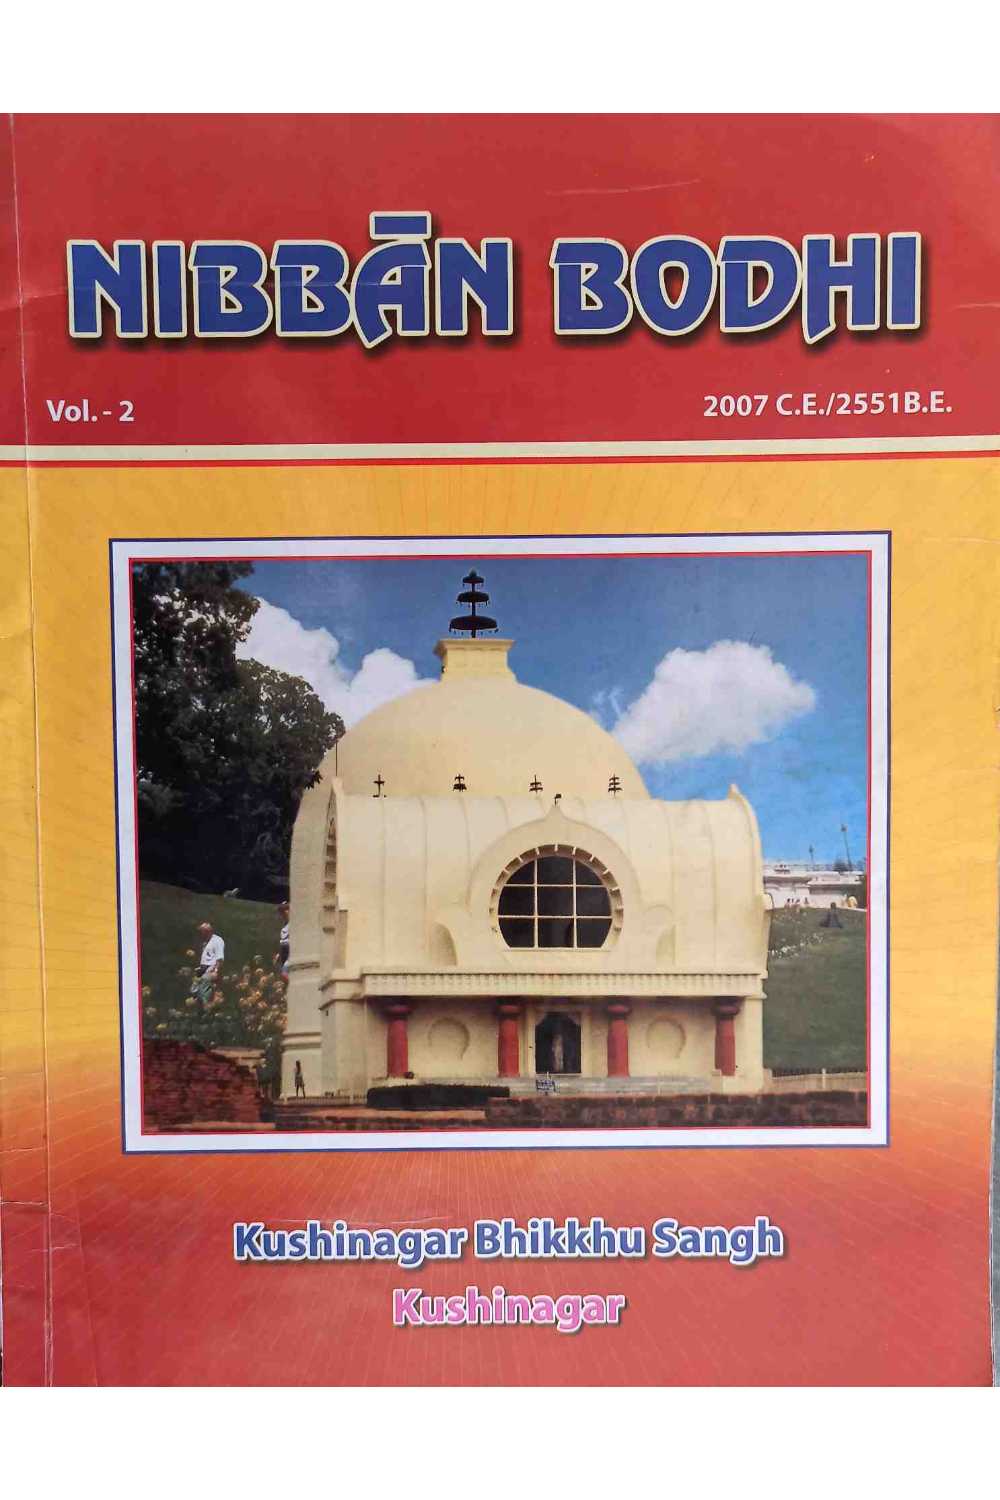 NIBBĀN BODHI
Vol. - 2
2007 C.E./2551B.E.
Kushinagar Bhikkhu Sangh
Kushinagar